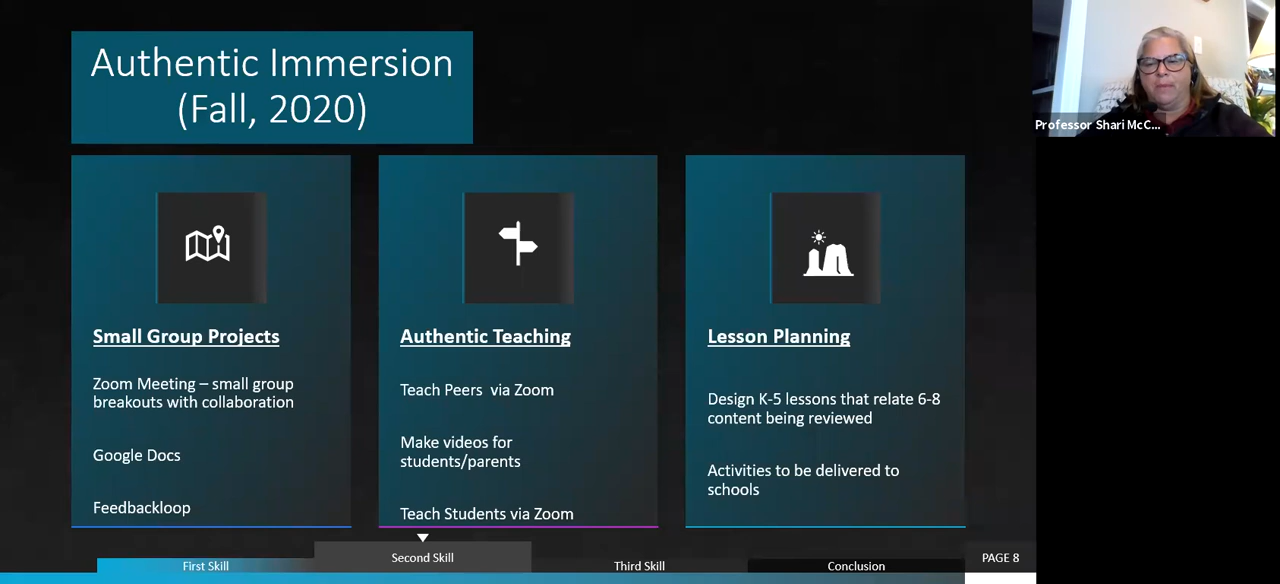 Authentic Immersion
(Fall, 2020)
Professor Shari McC...
Small Group Projects
Zoom Meeting – small group
breakouts with collaboration
Google Docs
Feedbackloop
Authentic Teaching
Teach Peers via Zoom
Make videos for
students/parents
Teach Students via Zoom
Lesson Planning
Design K-5 lessons that relate 6-8
content being reviewed
Activities to be delivered to
schools
First Skill
Second Skill
Third Skill
Conclusion
PAGE 8